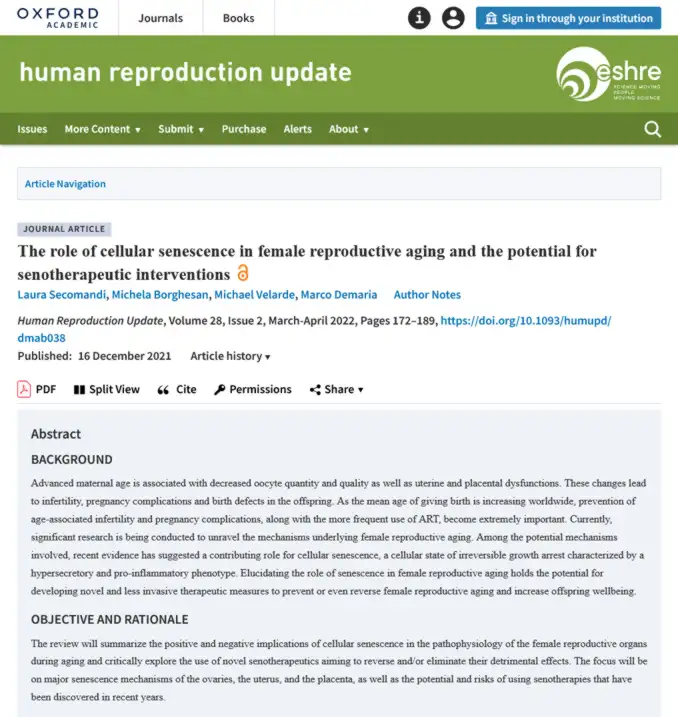 OXFORD
ACADEMIC
Journals
Books
Sign in through your institution
human reproduction update
eshre
SCIENCE MOVING
PEOPLE
MOVING SCIENCE
Issues
More Content
Submit
Purchase
Alerts
About
Article Navigation
JOURNAL ARTICLE
The role of cellular senescence in female reproductive aging and the potential for
senotherapeutic interventions
Laura Secomandi, Michela Borghesan, Michael Velarde, Marco Demaria Author Notes
Human Reproduction Update, Volume 28, Issue 2, March-April 2022, Pages 172–189, https://doi.org/10.1093/humupd/
dmab038
Published: 16 December 2021 Article history
PDF Split View Cite Permissions Share
Abstract
BACKGROUND
Advanced maternal age is associated with decreased oocyte quantity and quality as well as uterine and placental dysfunctions. These changes lead
to infertility, pregnancy complications and birth defects in the offspring. As the mean age of giving birth is increasing worldwide, prevention of
age-associated infertility and pregnancy complications, along with the more frequent use of ART, become extremely important. Currently,
significant research is being conducted to unravel the mechanisms underlying female reproductive aging. Among the potential mechanisms
involved, recent evidence has suggested a contributing role for cellular senescence, a cellular state of irreversible growth arrest characterized by a
hypersecretory and pro-inflammatory phenotype. Elucidating the role of senescence in female reproductive aging holds the potential for
developing novel and less invasive therapeutic measures to prevent or even reverse female reproductive aging and increase offspring wellbeing.
OBJECTIVE AND RATIONALE
The review will summarize the positive and negative implications of cellular senescence in the pathophysiology of the female reproductive organs
during aging and critically explore the use of novel senotherapeutics aiming to reverse and/or eliminate their detrimental effects. The focus will be
on major senescence mechanisms of the ovaries, the uterus, and the placenta, as well as the potential and risks of using senotherapies that have
been discovered in recent years.